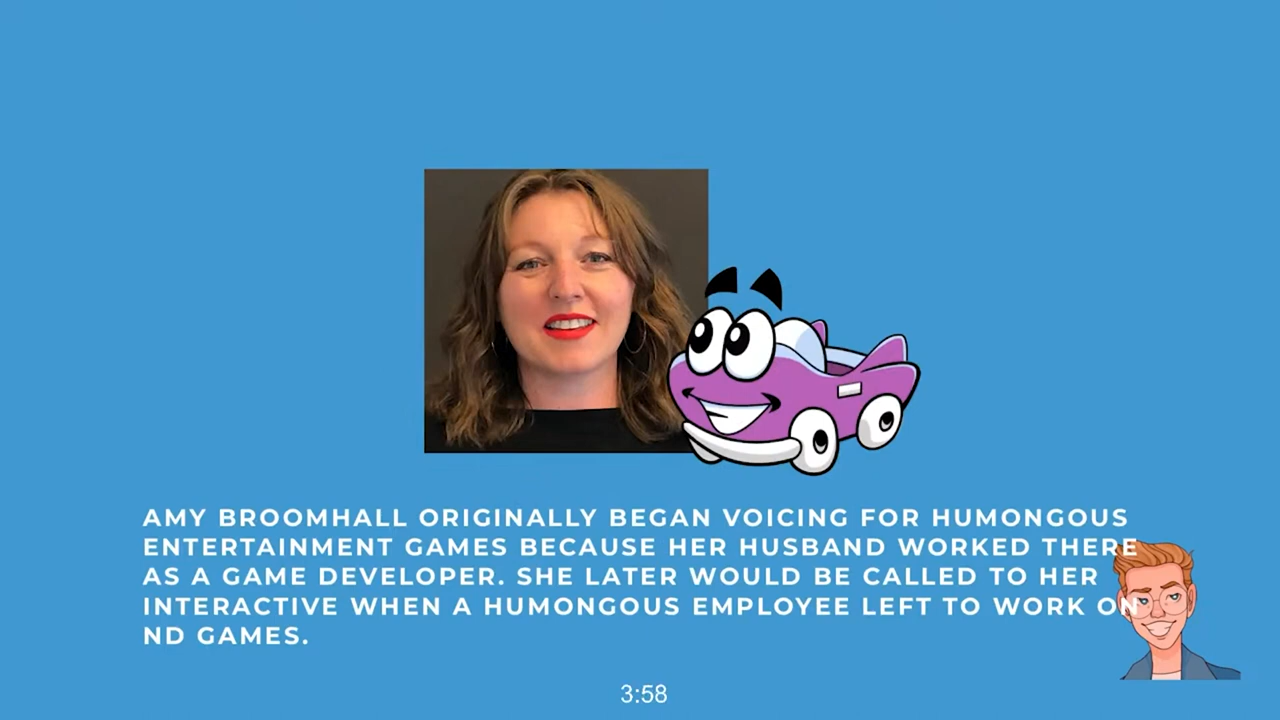 AMY BROOMHALL ORIGINALLY BEGAN VOICING FOR HUMONGOUS
ENTERTAINMENT GAMES BECAUSE HER HUSBAND WORKED THERE
AS A GAME DEVELOPER. SHE LATER WOULD BE CALLED TO HER
INTERACTIVE WHEN A HUMONGOUS EMPLOYEE LEFT TO WORK ON
ND GAMES.
3:58